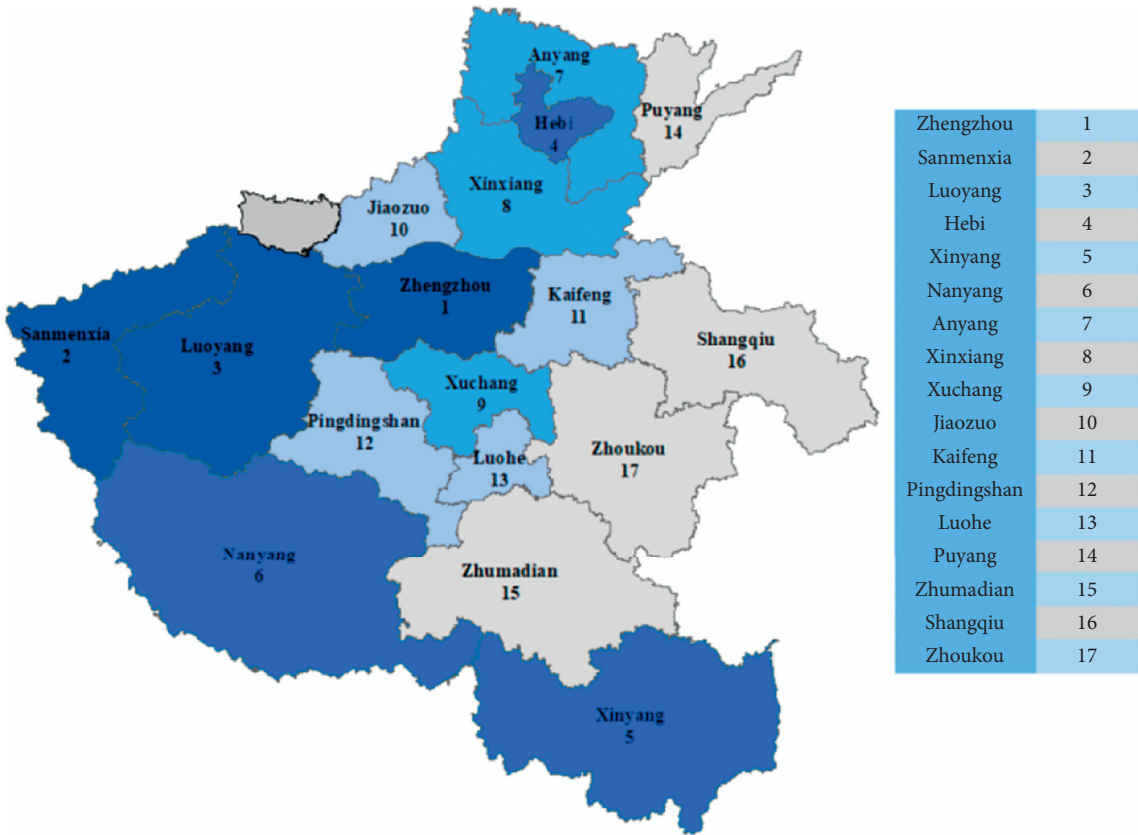 Anyang
7
Puyang
14
Hebi
4
Xinxiang
8
Jiaozuo
10
Zhengzhou
1
Kaifeng
11
Sanmenxia
2
Luoyang
3
Shangqiu
16
Xuchang
9
Pingdingshan
12
Luohe
13
Zhoukou
17
Nanyang
6
Zhumadian
15
Xinyang
5
Zhengzhou 1
Sanmenxia 2
Luoyang 3
Hebi 4
Xinyang 5
Nanyang 6
Anyang 7
Xinxiang 8
Xuchang 9
Jiaozuo 10
Kaifeng 11
Pingdingshan 12
Luohe 13
Puyang 14
Zhumadian 15
Shangqiu 16
Zhoukou 17